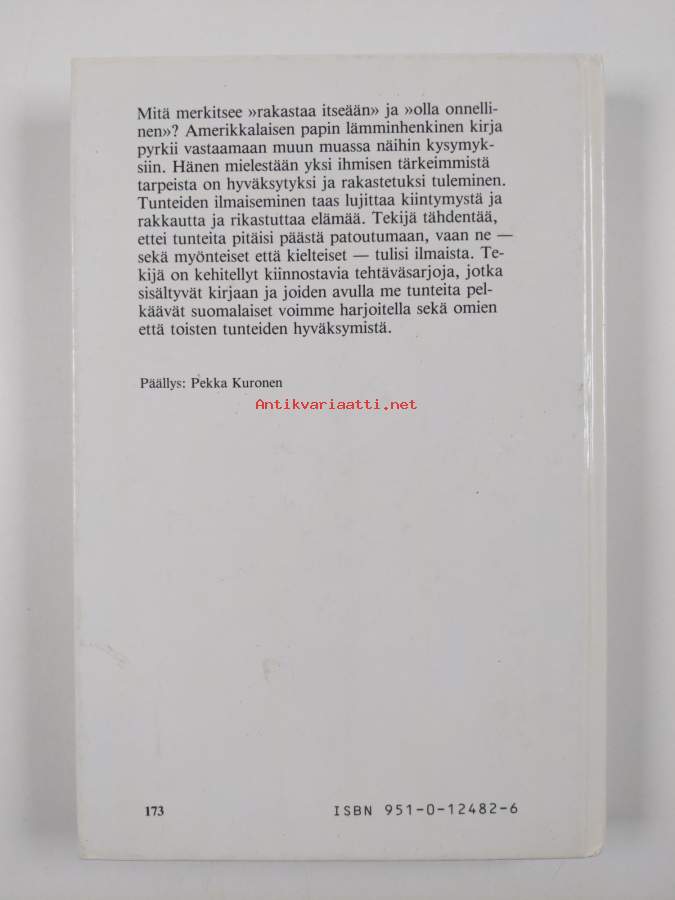 Mitä merkitsee »rakastaa itseään» ja »olla onnelli-
nen»? Amerikkalaisen papin lämminhenkinen kirja
pyrkii vastaamaan muun muassa näihin kysymyk-
siin. Hänen mielestään yksi ihmisen tärkeimmistä
tarpeista on hyväksytyksi ja rakastetuksi tuleminen.
Tunteiden ilmaiseminen taas lujittaa kiintymystä ja
rakkautta ja rikastuttaa elämää. Tekijä tähdentää,
ettei tunteita pitäisi päästä patoutumaan, vaan ne —
sekä myönteiset että kielteiset — tulisi ilmaista. Te-
kijä on kehitellyt kiinnostavia tehtäväsarjoja, jotka
sisältyvät kirjaan ja joiden avulla me tunteita pel-
käävät suomalaiset voimme harjoitella sekä omien
että toisten tunteiden hyväksymistä.
Päällys: Pekka Kuronen
Antikvariaatti.net
173 ISBN 951-0-12482-6